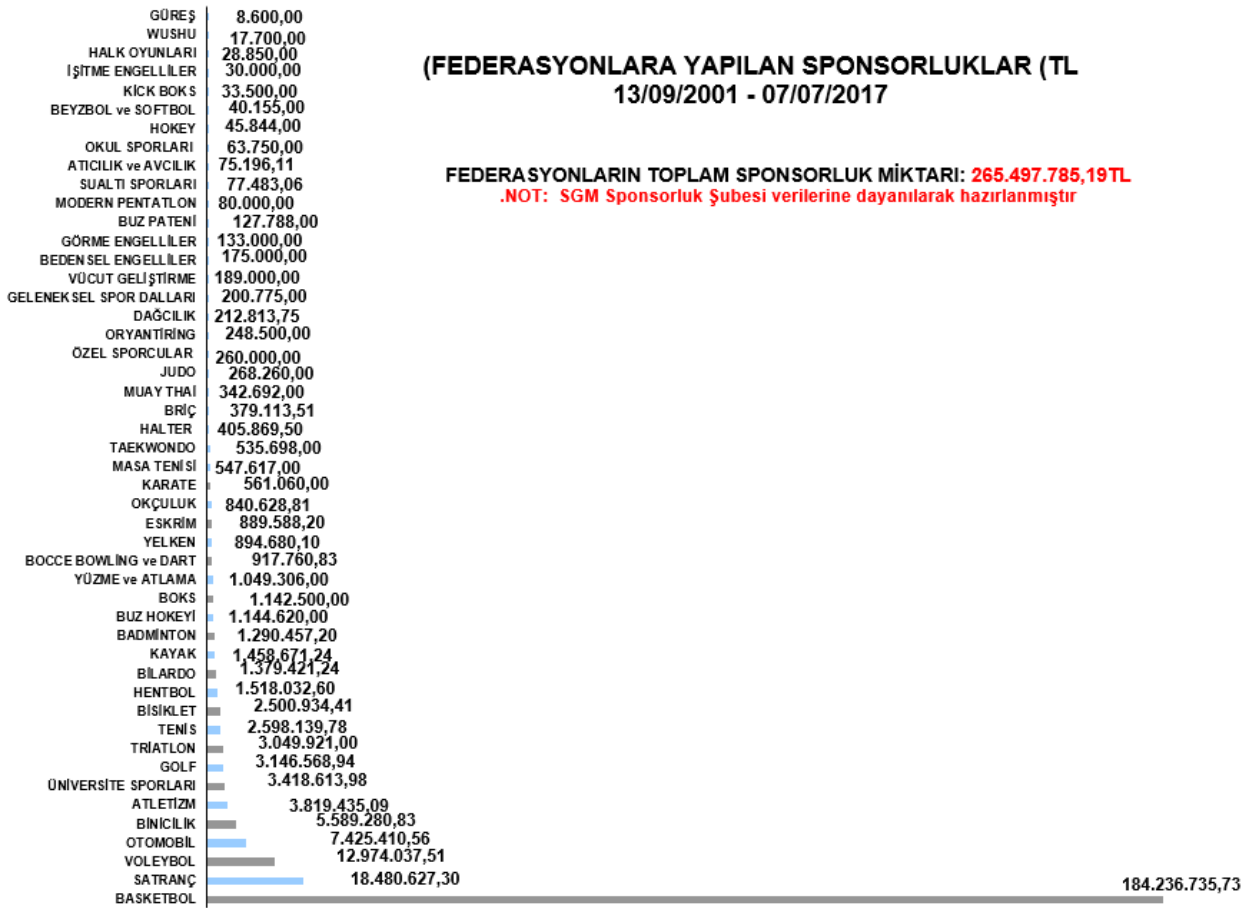 (FEDERASYONLARA YAPILAN SPONSORLUKLAR (TL
13/09/2001 - 07/07/2017
FEDERASYONLARIN TOPLAM SPONSORLUK MİKTARI: 265.497.785,19TL
.NOT: SGM Sponsorluk Şubesi verilerine dayanılarak hazırlanmıştır
GÜREŞ 8.600,00
WUSHU 17.700,00
HALK OYUNLARI 28.850,00
İŞİTME ENGELLİLER 30.000,00
KİCK BOKS 33.500,00
BEYZBOL ve SOFTBOL 40.155,00
HOKEY 45.844,00
OKUL SPORLARI 63.750,00
ATICILIK ve AVCILIK 75.196,11
SUALTI SPORLARI 77.483,06
MODERN PENTATLON 80.000,00
BUZ PATENİ 127.788,00
GÖRME ENGELLİLER 133.000,00
BEDENSEL ENGELLİLER 175.000,00
VÜCUT GELİŞTİRME 189.000,00
GELENEKSEL SPOR DALLARI 200.775,00
DAĞCILIK 212.813,75
ORYANTİRİNG 248.500,00
ÖZEL SPORCULAR 260.000,00
JUDO 268.260,00
MUAY THAİ 342.692,00
BRİÇ 379.113,51
HALTER 405.869,50
TAEKWONDO 535.698,00
MASA TENİSİ 547.617,00
KARATE 561.060,00
OKÇULUK 840.628,81
ESKRİM 889.588,20
YELKEN 894.680,10
BOCCE BOWLİNG ve DART 917.760,83
YÜZME ve ATLAMA 1.049.306,00
BOKS 1.142.500,00
BUZ HOKEYİ 1.144.620,00
BADMİNTON 1.290.457,20
KAYAK 1.458.671,24
BİLARDO 1.379.421,24
HENTBOL 1.518.032,60
BİSİKLET 2.500.934,41
TENİS 2.598.139,78
TRİATLON 3.049.921,00
GOLF 3.146.568,94
ÜNİVERSİTE SPORLARI 3.418.613,98
ATLETİZM 3.819.435,09
BİNİCİLİK 5.589.280,83
OTOMOBİL 7.425.410,56
VOLEYBOL 12.974.037,51
SATRANÇ 18.480.627,30
BASKETBOL 184.236.735,73